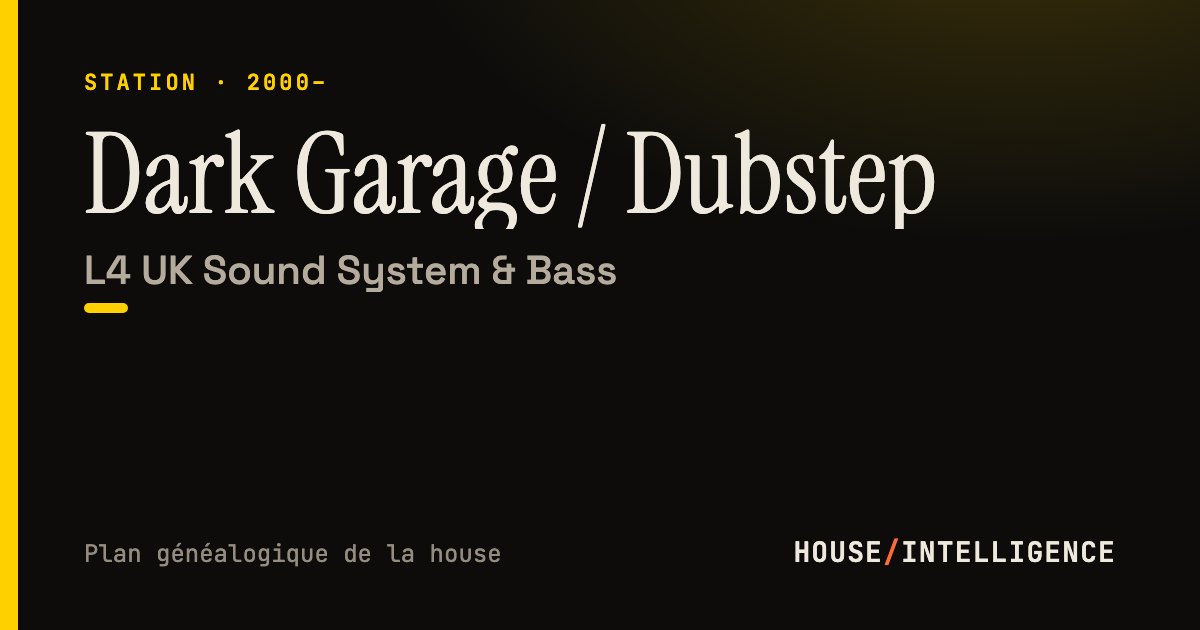 STATION · 2000–
Dark Garage / Dubstep
L4 UK Sound System & Bass
Plan généalogique de la house
HOUSE/INTELLIGENCE